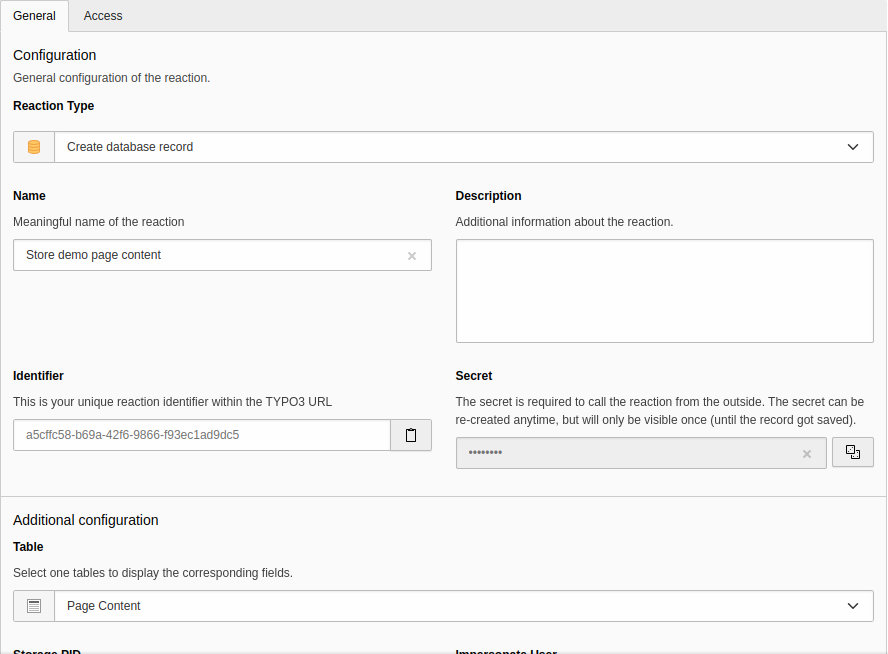 General Access
Configuration
General configuration of the reaction.
Reaction Type
Create database record
Name
Meaningful name of the reaction
Store demo page content
Description
Additional information about the reaction.
Identifier
This is your unique reaction identifier within the TYPO3 URL
a5cffc58-b69a-42f6-9866-f93ec1ad9dc5
Secret
The secret is required to call the reaction from the outside. The secret can be
re-created anytime, but will only be visible once (until the record got saved).
••••••••
Additional configuration
Table
Select one tables to display the corresponding fields.
Page Content
Storage PID
Impersonate User